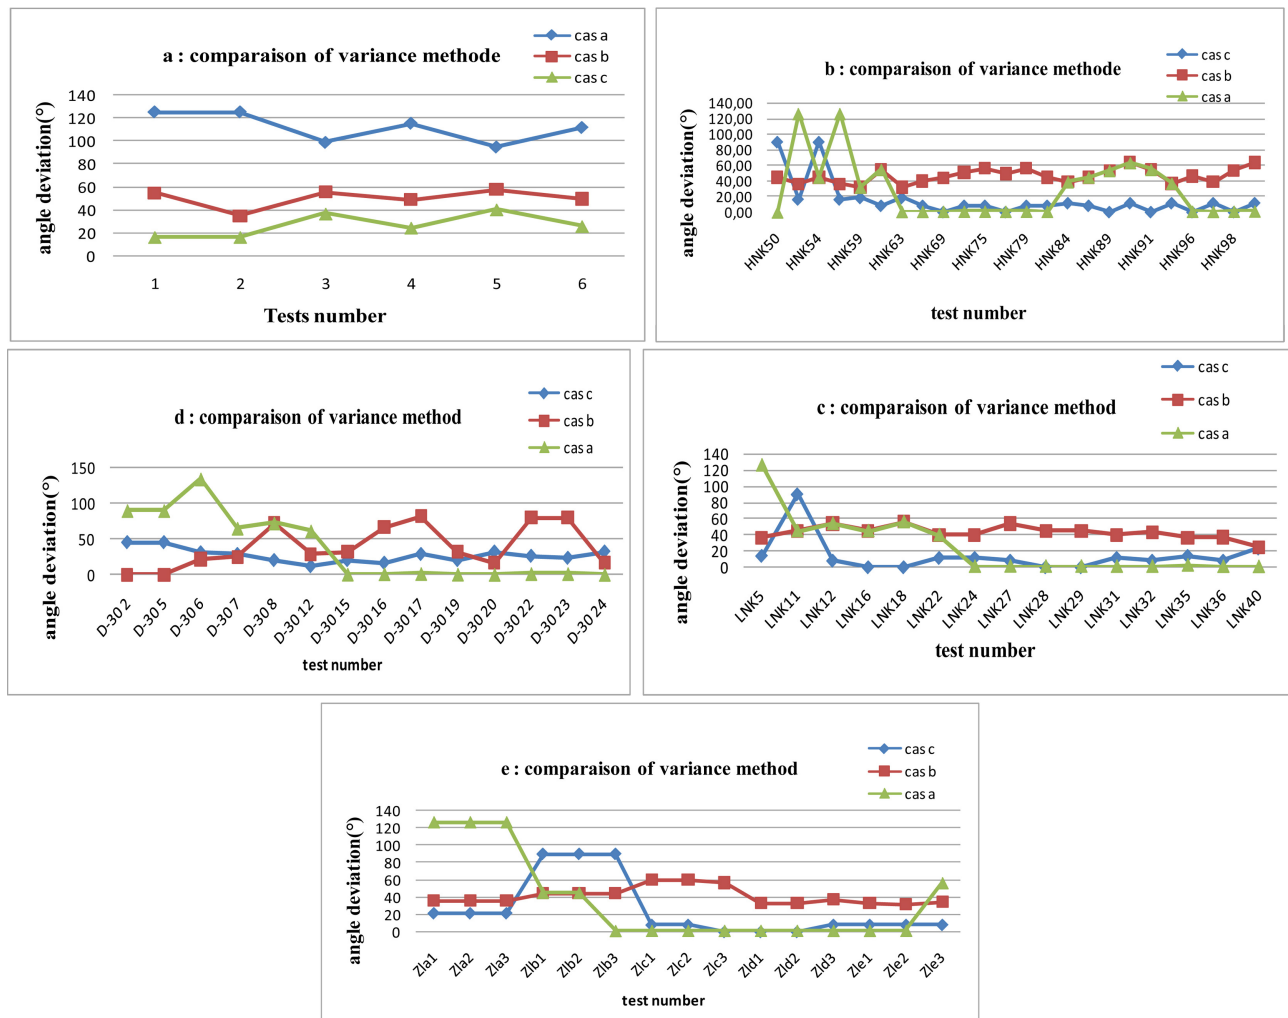 a : comparaison of variance methode
cas a
cas b
cas c
angle deviation(°)
140
120
100
80
60
40
20
0
1 2 3 4 5 6
Tests number
b : comparaison of variance methode
cas c
cas b
cas a
angle deviation(°)
140,00
120,00
100,00
80,00
60,00
40,00
20,00
0,00
HNK50 HNK54 HNK59 HNK63 HNK69 HNK75 HNK79 HNK84 HNK89 HNK91 HNK96 HNK98
test number
d : comparaison of variance method
cas c
cas b
cas a
angle deviation(°)
150
100
50
0
D-30 2 D-30 5 D-30 6 D-30 7 D-30 8 D-30 12 D-30 15 D-30 16 D-30 17 D-30 19 D-30 20 D-30 22 D-30 23 D-30 24
test number
c : comparaison of variance method
cas c
cas b
cas a
angle deviation(°)
140
120
100
80
60
40
20
0
LNK5 LNK11 LNK12 LNK16 LNK18 LNK22 LNK24 LNK27 LNK28 LNK29 LNK31 LNK32 LNK35 LNK36 LNK40
test number
e : comparaison of variance method
cas c
cas b
cas a
angle deviation(°)
140
120
100
80
60
40
20
0
Zla1 Zla2 Zla3 Zlb1 Zlb2 Zlb3 Zlc1 Zlc2 Zlc3 Zld1 Zld2 Zld3 Zle1 Zle2 Zle3
test number